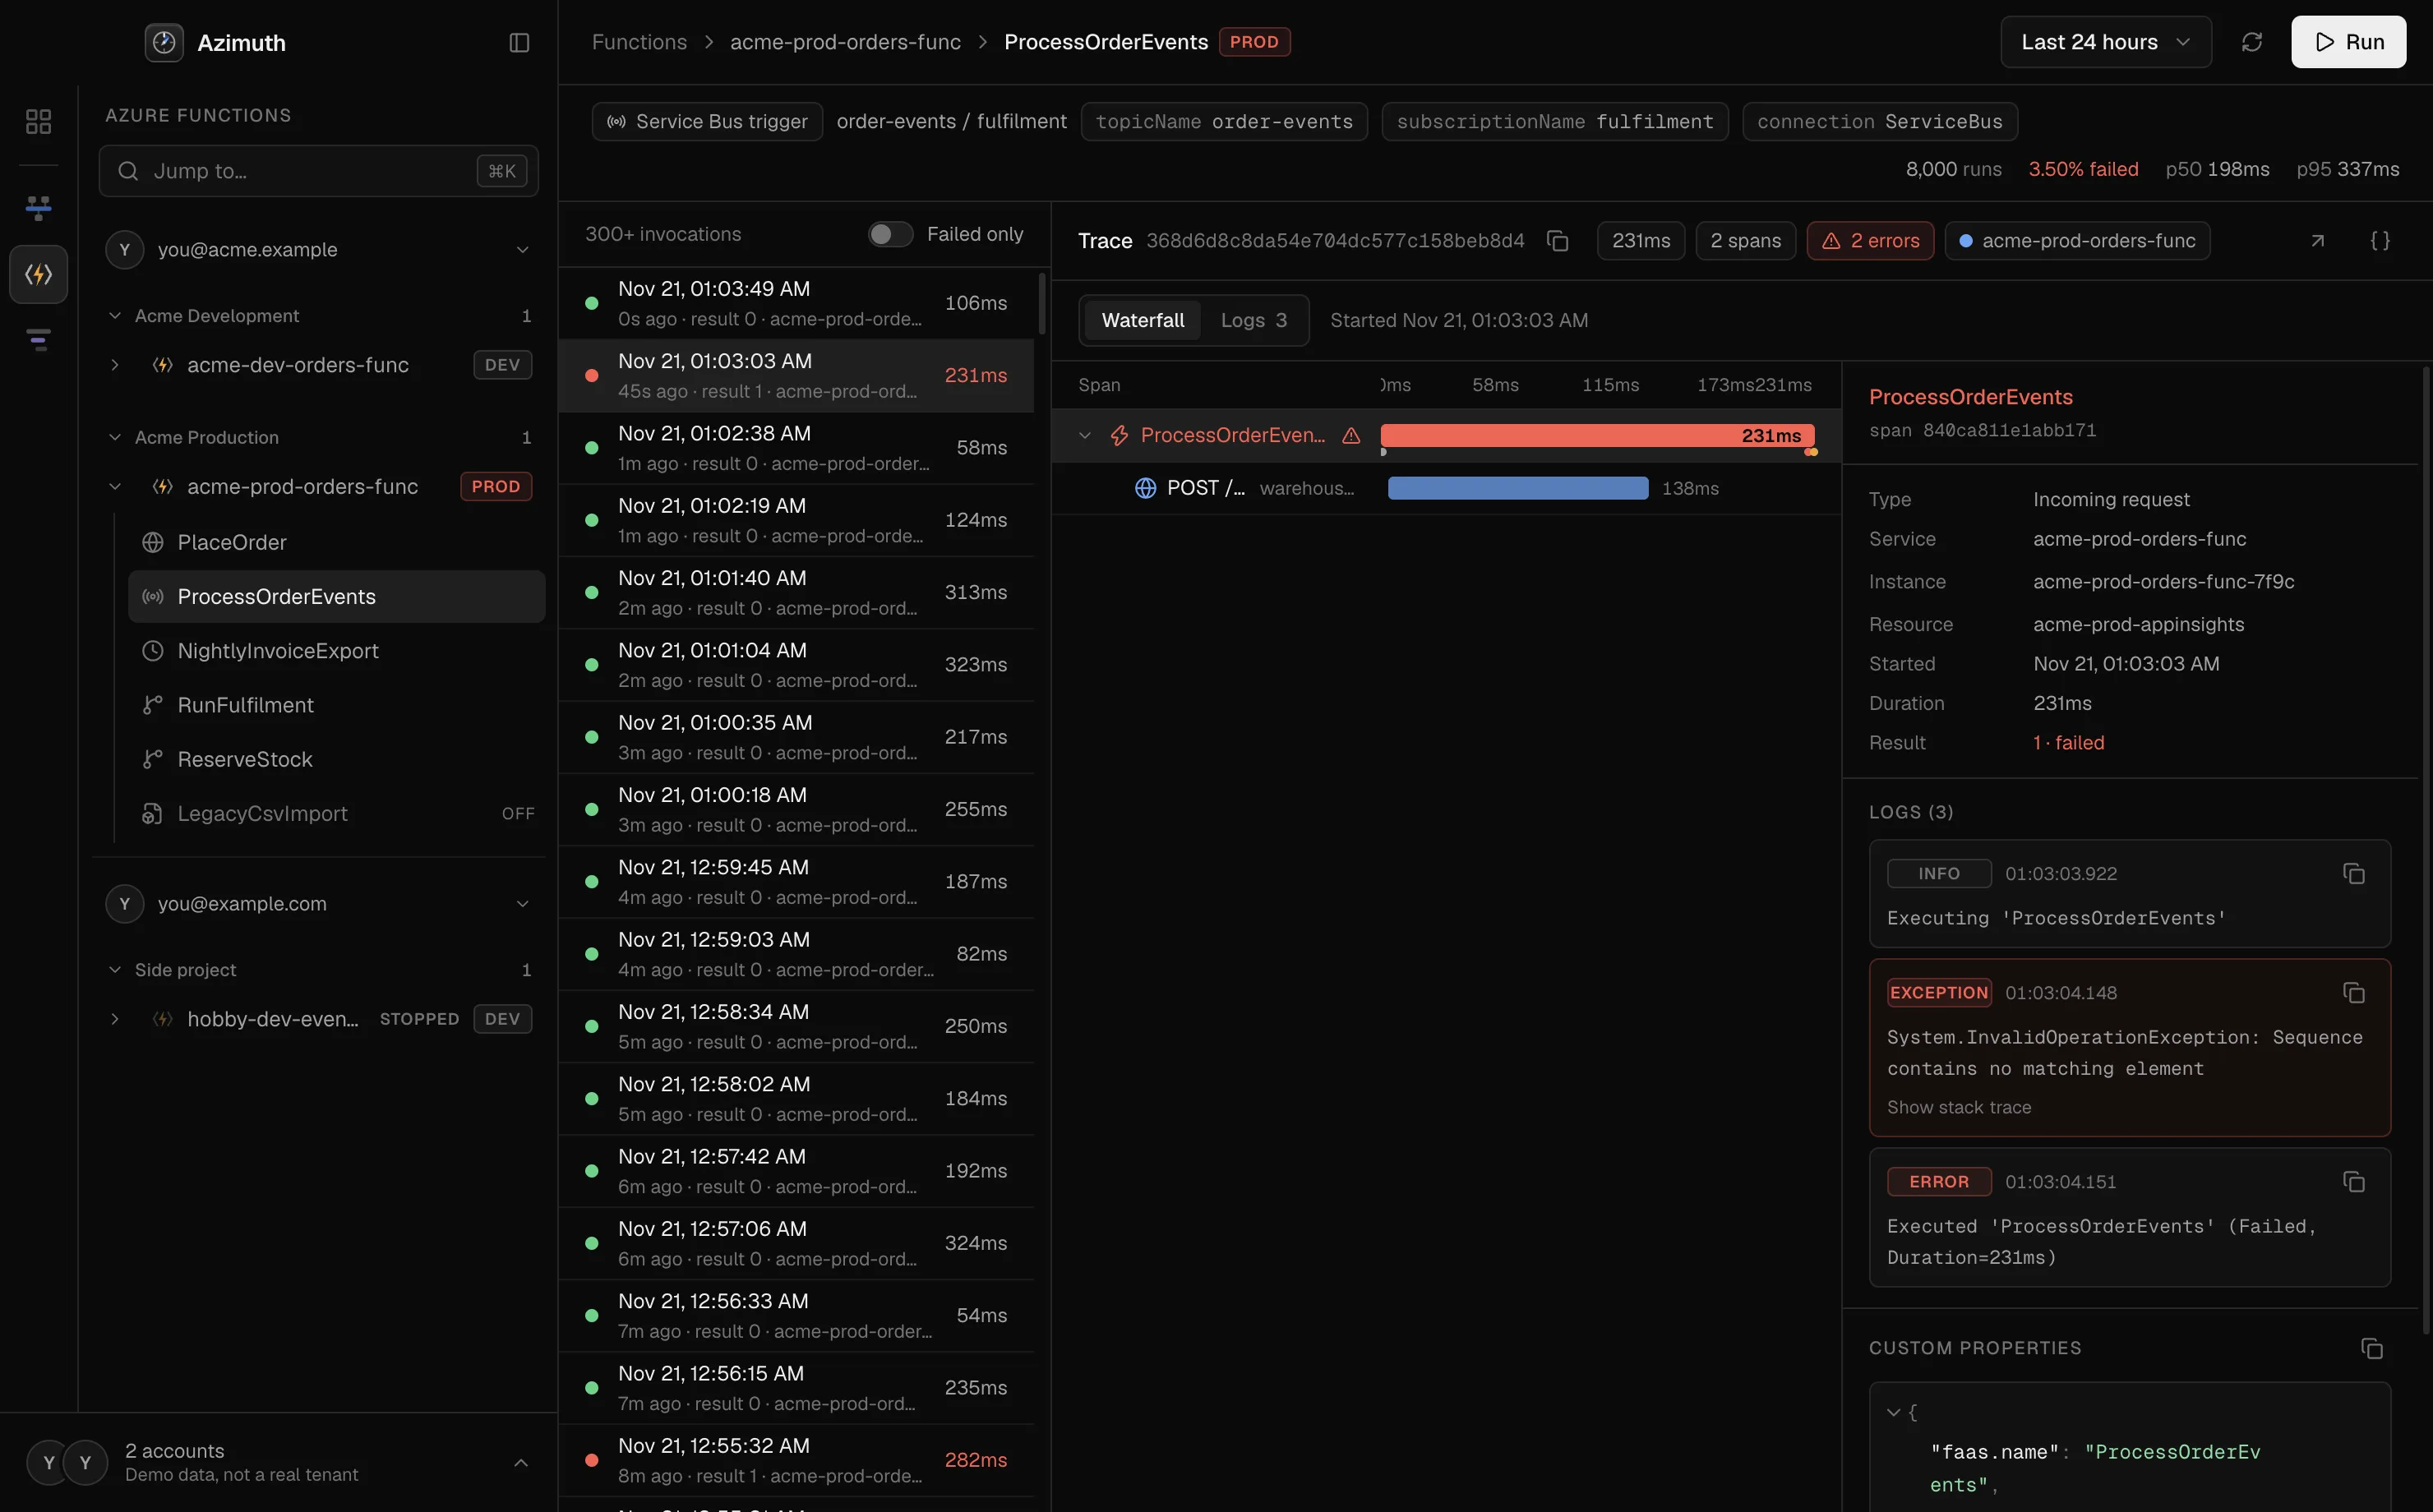 Azimuth
Functions > acme-prod-orders-func > ProcessOrderEvents PROD
Last 24 hours
Run
AZURE FUNCTIONS
Jump to... ⌘K
Y you@acme.example
Acme Development 1
acme-dev-orders-func DEV
Acme Production 1
acme-prod-orders-func PROD
PlaceOrder
ProcessOrderEvents
NightlyInvoiceExport
RunFulfilment
ReserveStock
LegacyCsvImport OFF
Y you@example.com
Side project 1
hobby-dev-even... STOPPED DEV
Y Y 2 accounts
Demo data, not a real tenant
Service Bus trigger order-events / fulfilment topicName order-events subscriptionName fulfilment connection ServiceBus
8,000 runs 3.50% failed p50 198ms p95 337ms
300+ invocations Failed only
Nov 21, 01:03:49 AM 106ms
0s ago · result 0 · acme-prod-orde...
Nov 21, 01:03:03 AM 231ms
45s ago · result 1 · acme-prod-ord...
Nov 21, 01:02:38 AM 58ms
1m ago · result 0 · acme-prod-order...
Nov 21, 01:02:19 AM 124ms
1m ago · result 0 · acme-prod-orde...
Nov 21, 01:01:40 AM 313ms
2m ago · result 0 · acme-prod-ord...
Nov 21, 01:01:04 AM 323ms
2m ago · result 0 · acme-prod-ord...
Nov 21, 01:00:35 AM 217ms
3m ago · result 0 · acme-prod-ord...
Nov 21, 01:00:18 AM 255ms
3m ago · result 0 · acme-prod-ord...
Nov 21, 12:59:45 AM 187ms
4m ago · result 0 · acme-prod-ord...
Nov 21, 12:59:03 AM 82ms
4m ago · result 0 · acme-prod-order...
Nov 21, 12:58:34 AM 250ms
5m ago · result 0 · acme-prod-ord...
Nov 21, 12:58:02 AM 184ms
5m ago · result 0 · acme-prod-ord...
Nov 21, 12:57:42 AM 192ms
6m ago · result 0 · acme-prod-ord...
Nov 21, 12:57:06 AM 324ms
6m ago · result 0 · acme-prod-ord...
Nov 21, 12:56:33 AM 54ms
7m ago · result 0 · acme-prod-order...
Nov 21, 12:56:15 AM 235ms
7m ago · result 0 · acme-prod-ord...
Nov 21, 12:55:32 AM 282ms
8m ago · result 1 · acme-prod-orde...
Trace 368d6d8c8da54e704dc577c158beb8d4 231ms 2 spans 2 errors acme-prod-orders-func { }
Waterfall Logs 3 Started Nov 21, 01:03:03 AM
Span 0ms 58ms 115ms 173ms 231ms
ProcessOrderEven... 231ms
POST /... warehous... 138ms
ProcessOrderEvents
span 840ca811e1abb171
Type Incoming request
Service acme-prod-orders-func
Instance acme-prod-orders-func-7f9c
Resource acme-prod-appinsights
Started Nov 21, 01:03:03 AM
Duration 231ms
Result 1 · failed
LOGS (3)
INFO 01:03:03.922
Executing 'ProcessOrderEvents'
EXCEPTION 01:03:04.148
System.InvalidOperationException: Sequence
contains no matching element
Show stack trace
ERROR 01:03:04.151
Executed 'ProcessOrderEvents' (Failed,
Duration=231ms)
CUSTOM PROPERTIES
{
"faas.name": "ProcessOrderEv
ents",